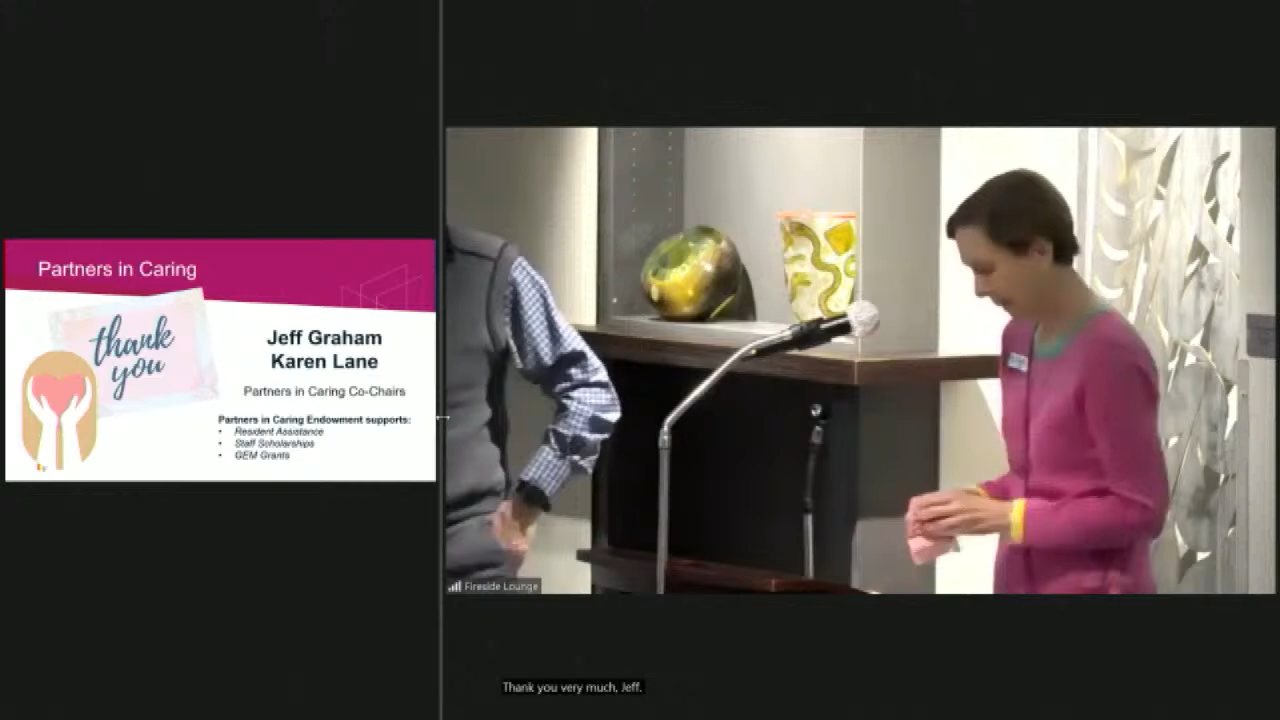 Partners in Caring
thank
you
Jeff Graham
Karen Lane
Partners in Caring Co-Chairs
Partners in Caring Endowment supports:
• Resident Assistance
• Staff Scholarships
• GEM Grants
Fireside Lounge
Thank you very much, Jeff.